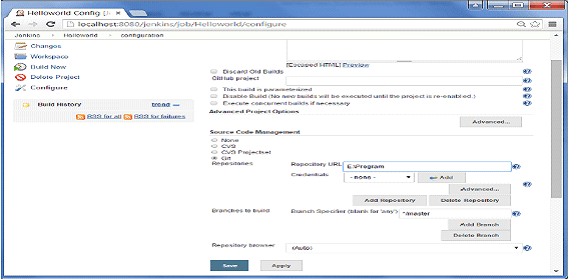 Helloworld Config [J
localhost:8080/jenkins/job/Helloworld/configure
Jenkins › Helloworld › configuration
Changes
Workspace
Build Now
Delete Project
Configure
Build History trend —
RSS for all RSS for failures
[Escaped HTML] Preview
Discard Old Builds
GitHub project
This build is parameterized
Disable Build (No new builds will be executed until the project is re-enabled.)
Execute concurrent builds if necessary
Advanced Project Options
Advanced...
Source Code Management
None
CVS
CVS Projectset
Git
Repositories Repository URL E:\Program
Credentials - none - Add
Advanced...
Add Repository Delete Repository
Branches to build Branch Specifier (blank for 'any') */master
Add Branch
Delete Branch
Repository browser (Auto)
Save Apply